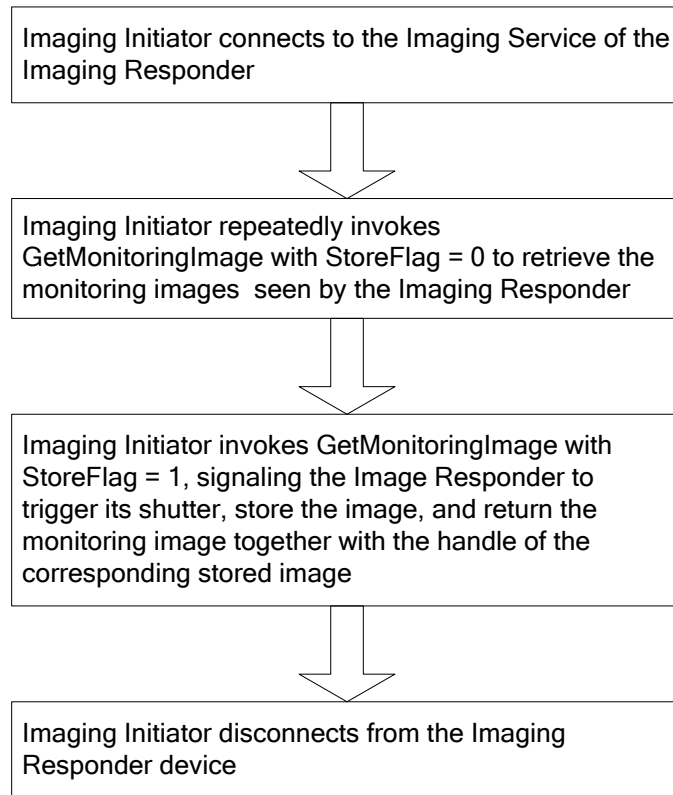 Imaging Initiator connects to the Imaging Service of the
Imaging Responder
Imaging Initiator repeatedly invokes
GetMonitoringImage with StoreFlag = 0 to retrieve the
monitoring images seen by the Imaging Responder
Imaging Initiator invokes GetMonitoringImage with
StoreFlag = 1, signaling the Image Responder to
trigger its shutter, store the image, and return the
monitoring image together with the handle of the
corresponding stored image
Imaging Initiator disconnects from the Imaging
Responder device